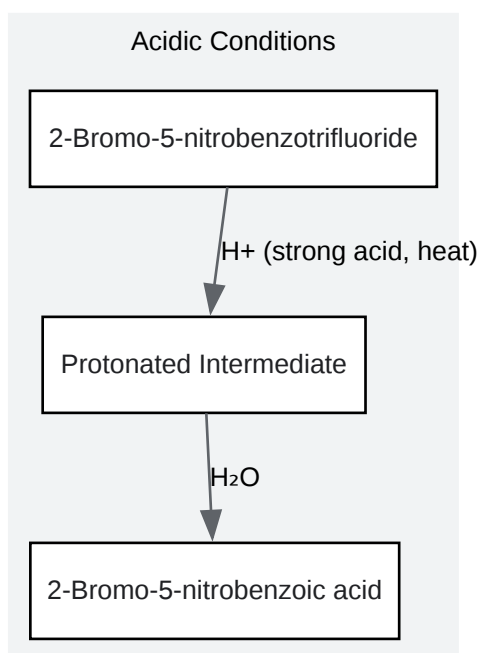 Acidic Conditions
2-Bromo-5-nitrobenzotrifluoride
H+ (strong acid, heat)
Protonated Intermediate
H₂O
2-Bromo-5-nitrobenzoic acid